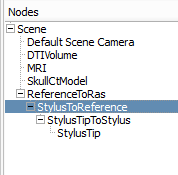 Nodes
Scene
Default Scene Camera
DTIVolume
MRI
SkullCtModel
ReferenceToRas
StylusToReference
StylusTipToStylus
StylusTip